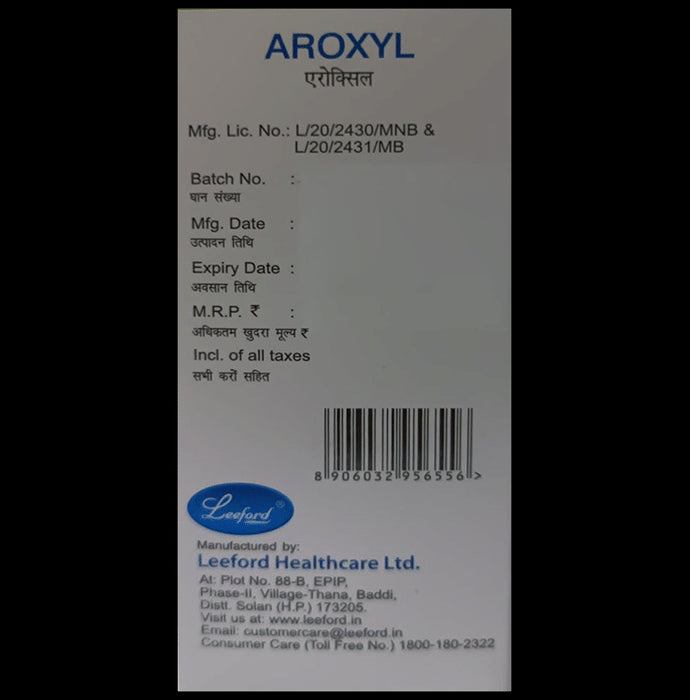 AROXYL
एरोक्सिल
Mfg. Lic. No.: L/20/2430/MNB &
L/20/2431/MB
Batch No. :
घान संख्या
Mfg. Date :
उत्पादन तिथि
Expiry Date :
अवसान तिथि
M.R.P. ₹ :
अधिकतम खुदरा मूल्य ₹
Incl. of all taxes
सभी करों सहित
8 906032 956556 >
Leeford ®
Manufactured by:
Leeford Healthcare Ltd.
At: Plot No. 88-B, EPIP,
Phase-II, Village-Thana, Baddi,
Distt. Solan (H.P.) 173205.
Visit us at: www.leeford.in
Email: customercare@leeford.in
Consumer Care (Toll Free No.) 1800-180-2322